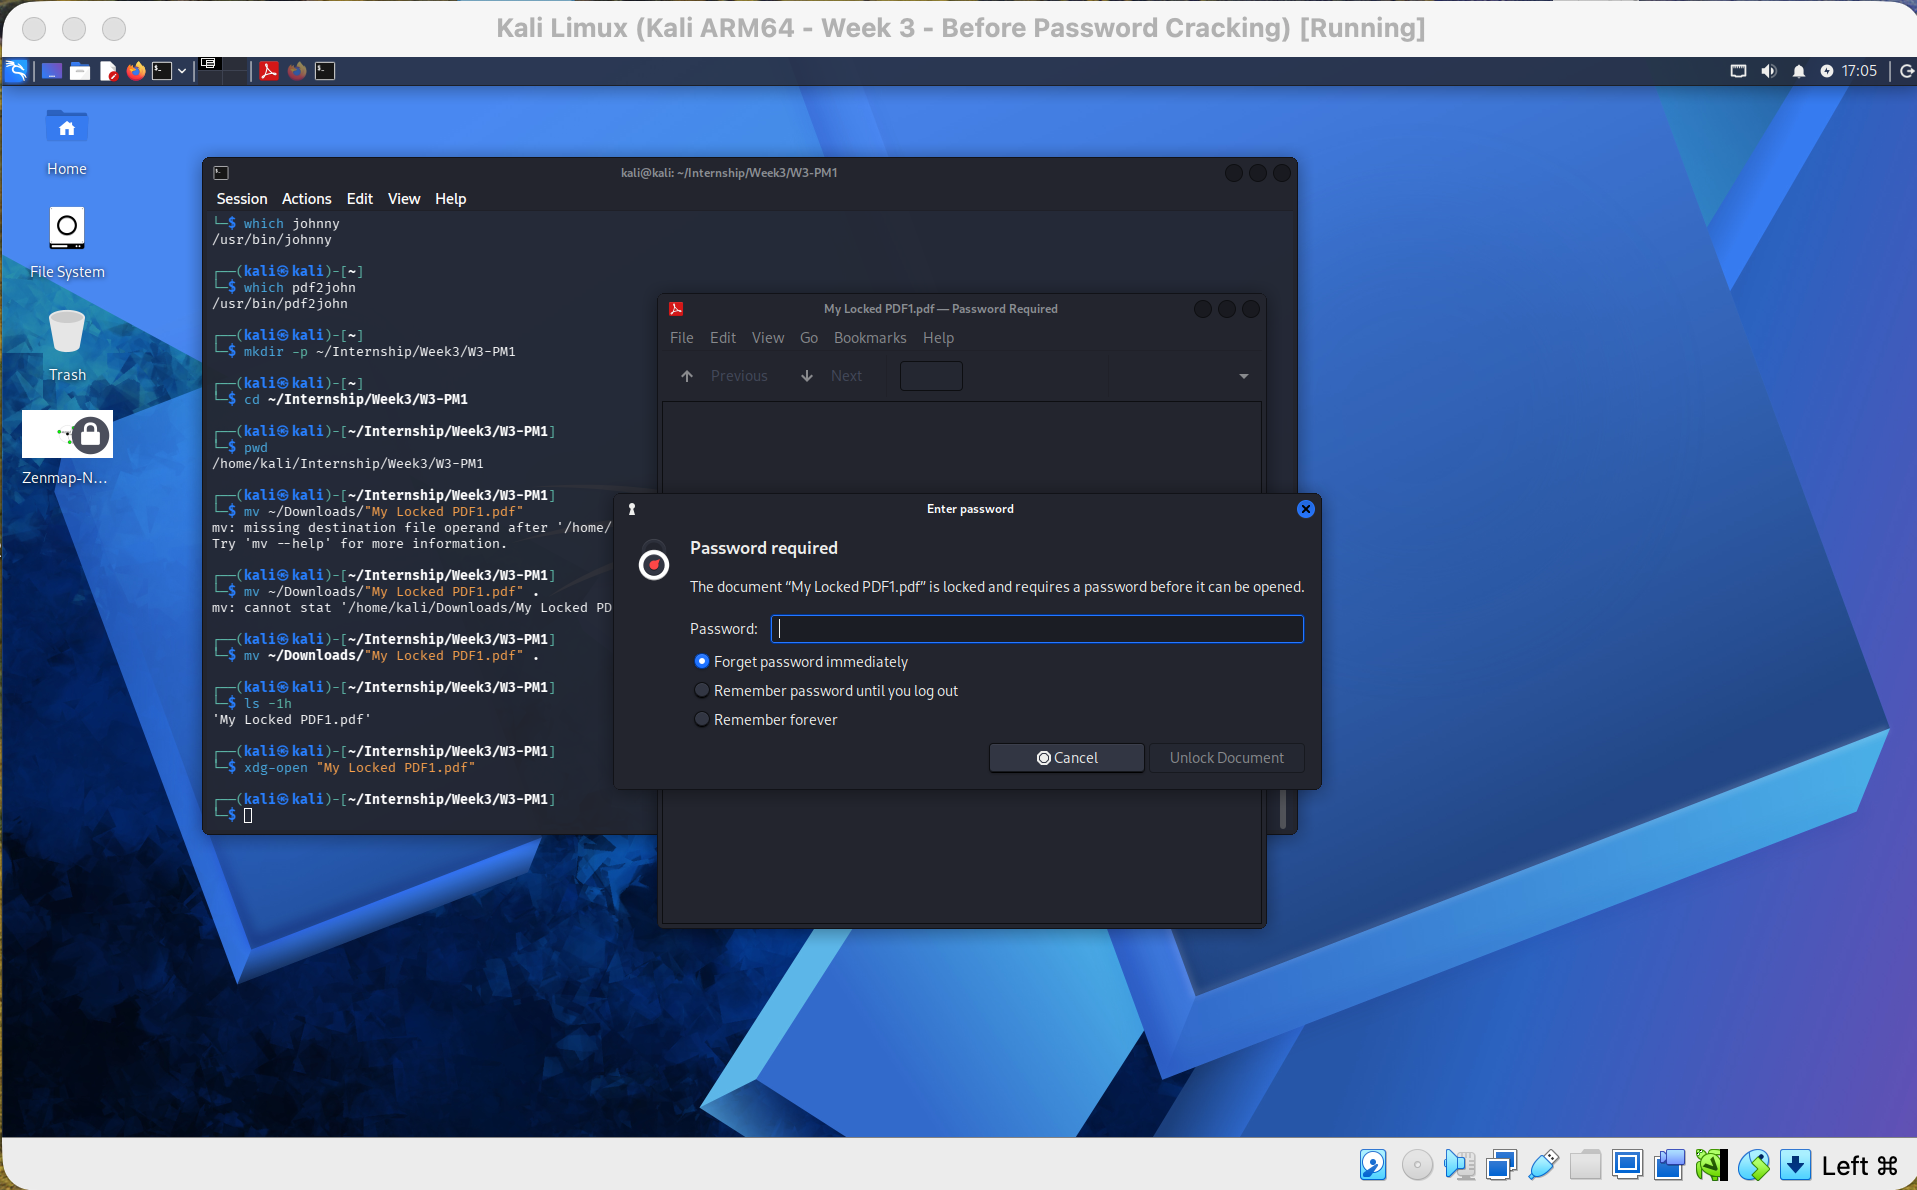 Kali Limux (Kali ARM64 - Week 3 - Before Password Cracking) [Running]
17:05
Home
File System
Trash
Zenmap-N...
kali@kali: ~/Internship/Week3/W3-PM1
Session Actions Edit View Help
└─$ which johnny
/usr/bin/johnny
┌──(kali㉿kali)-[~]
└─$ which pdf2john
/usr/bin/pdf2john
┌──(kali㉿kali)-[~]
└─$ mkdir -p ~/Internship/Week3/W3-PM1
┌──(kali㉿kali)-[~]
└─$ cd ~/Internship/Week3/W3-PM1
┌──(kali㉿kali)-[~/Internship/Week3/W3-PM1]
└─$ pwd
/home/kali/Internship/Week3/W3-PM1
┌──(kali㉿kali)-[~/Internship/Week3/W3-PM1]
└─$ mv ~/Downloads/"My Locked PDF1.pdf"
mv: missing destination file operand after '/home/
Try 'mv --help' for more information.
┌──(kali㉿kali)-[~/Internship/Week3/W3-PM1]
└─$ mv ~/Downloads/"My Locked PDF1.pdf" .
mv: cannot stat '/home/kali/Downloads/My Locked PD
┌──(kali㉿kali)-[~/Internship/Week3/W3-PM1]
└─$ mv ~/Downloads/"My Locked PDF1.pdf" .
┌──(kali㉿kali)-[~/Internship/Week3/W3-PM1]
└─$ ls -1h
'My Locked PDF1.pdf'
┌──(kali㉿kali)-[~/Internship/Week3/W3-PM1]
└─$ xdg-open "My Locked PDF1.pdf"
┌──(kali㉿kali)-[~/Internship/Week3/W3-PM1]
└─$
My Locked PDF1.pdf — Password Required
File Edit View Go Bookmarks Help
Previous Next
Enter password
Password required
The document “My Locked PDF1.pdf” is locked and requires a password before it can be opened.
Password:
Forget password immediately
Remember password until you log out
Remember forever
Cancel Unlock Document
Left ⌘